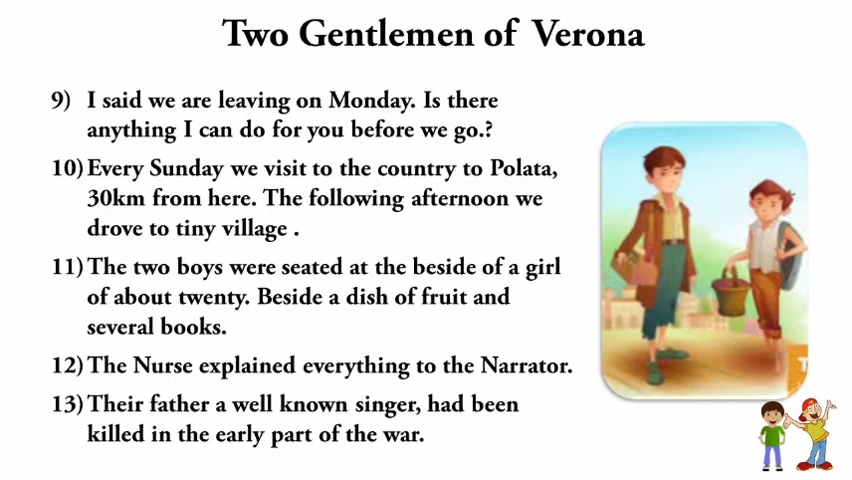 Two Gentlemen of Verona
9) I said we are leaving on Monday. Is there
anything I can do for you before we go.?
10) Every Sunday we visit to the country to Polata,
30km from here. The following afternoon we
drove to tiny village .
11) The two boys were seated at the beside of a girl
of about twenty. Beside a dish of fruit and
several books.
12) The Nurse explained everything to the Narrator.
13) Their father a well known singer, had been
killed in the early part of the war.